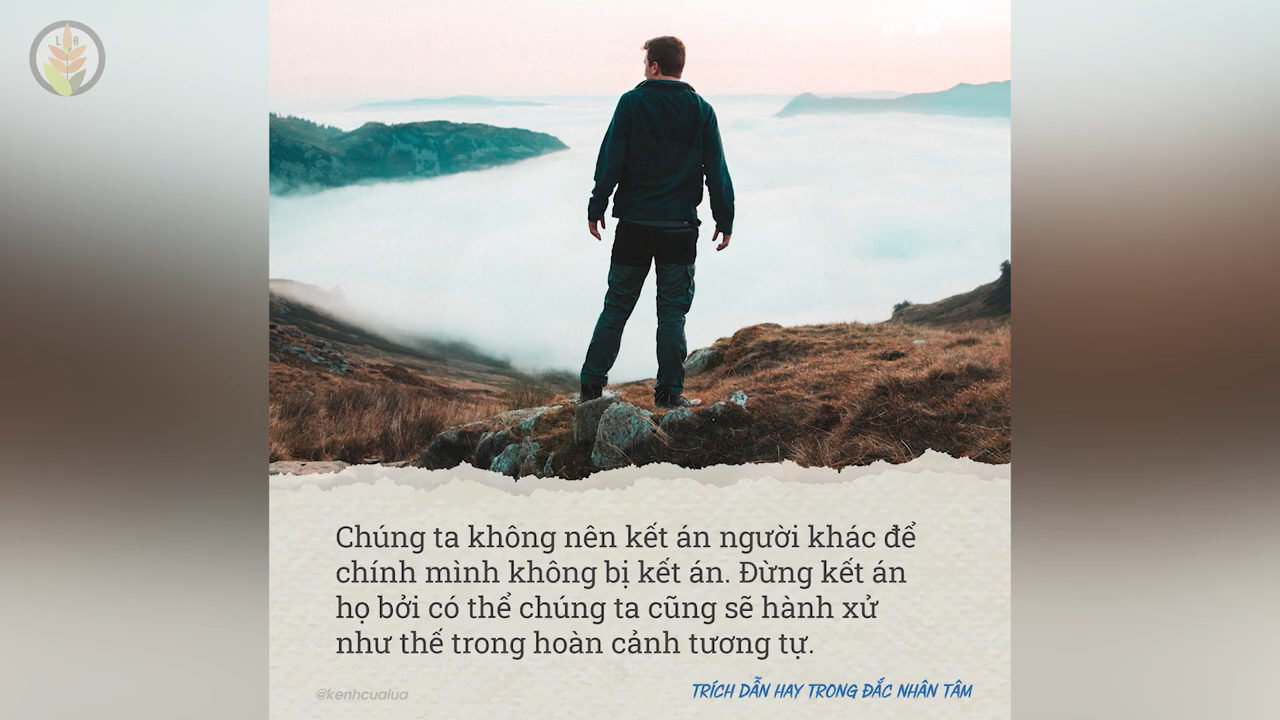 L A
Chúng ta không nên kết án người khác để
chính mình không bị kết án. Đừng kết án
họ bởi có thể chúng ta cũng sẽ hành xử
như thế trong hoàn cảnh tương tự.
@kenhcualua
TRÍCH DẪN HAY TRONG ĐẮC NHÂN TÂM